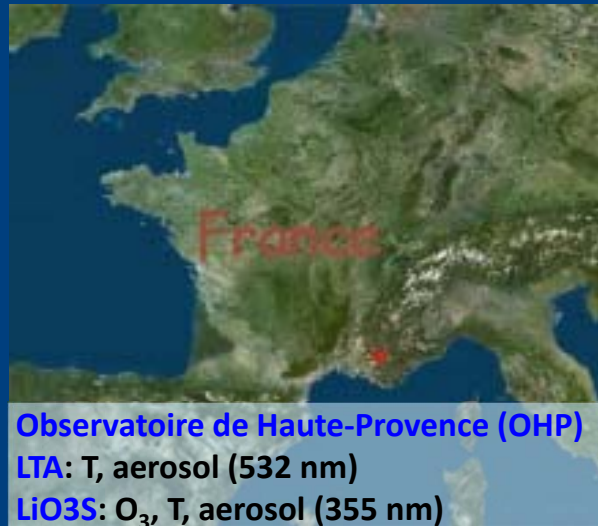 France
Observatoire de Haute-Provence (OHP)
LTA: T, aerosol (532 nm)
LiO3S: O₃, T, aerosol (355 nm)